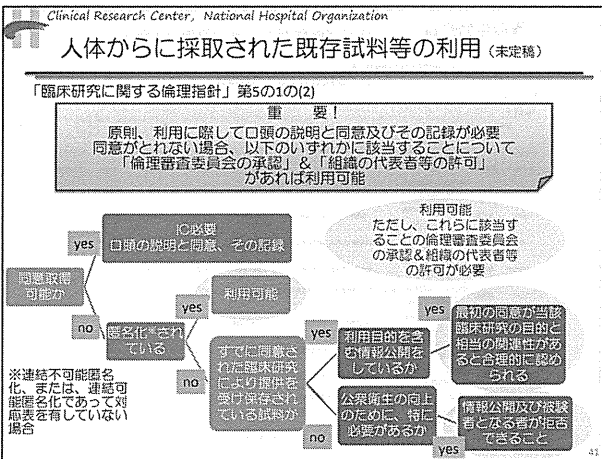 Clinical Research Center, National Hospital Organization
人体からに採取された既存試料等の利用(未定稿)
「臨床研究に関する倫理指針」第5の1の(2)
重 要!
原則、利用に際して口頭の説明と同意及びその記録が必要
同意がとれない場合、以下のいずれかに該当することについて
「倫理審査委員会の承認」&「組織の代表者等の許可」
があれば利用可能
利用可能
ただし、これらに該当す
ることの倫理審査委員会
の承認&組織の代表者等
の許可が必要
yes
IC必要
口頭の説明と同意、その記録
同意取得
可能か
no
匿名化※され
ている
yes
利用可能
no
すでに同意さ
れた臨床研究
により提供を
受け保存され
ている試料か
yes
利用目的を含
む情報公開を
しているか
yes
最初の同意が当該
臨床研究の目的と
相当の関連性があ
ると合理的に認め
られる
no
公衆衛生の向上
のために、特に
必要があるか
yes
情報公開及び被験
者となる者が拒否
できること
※連結不可能匿名
化、または、連結可
能匿名化であって対
応表を有していない
場合
41